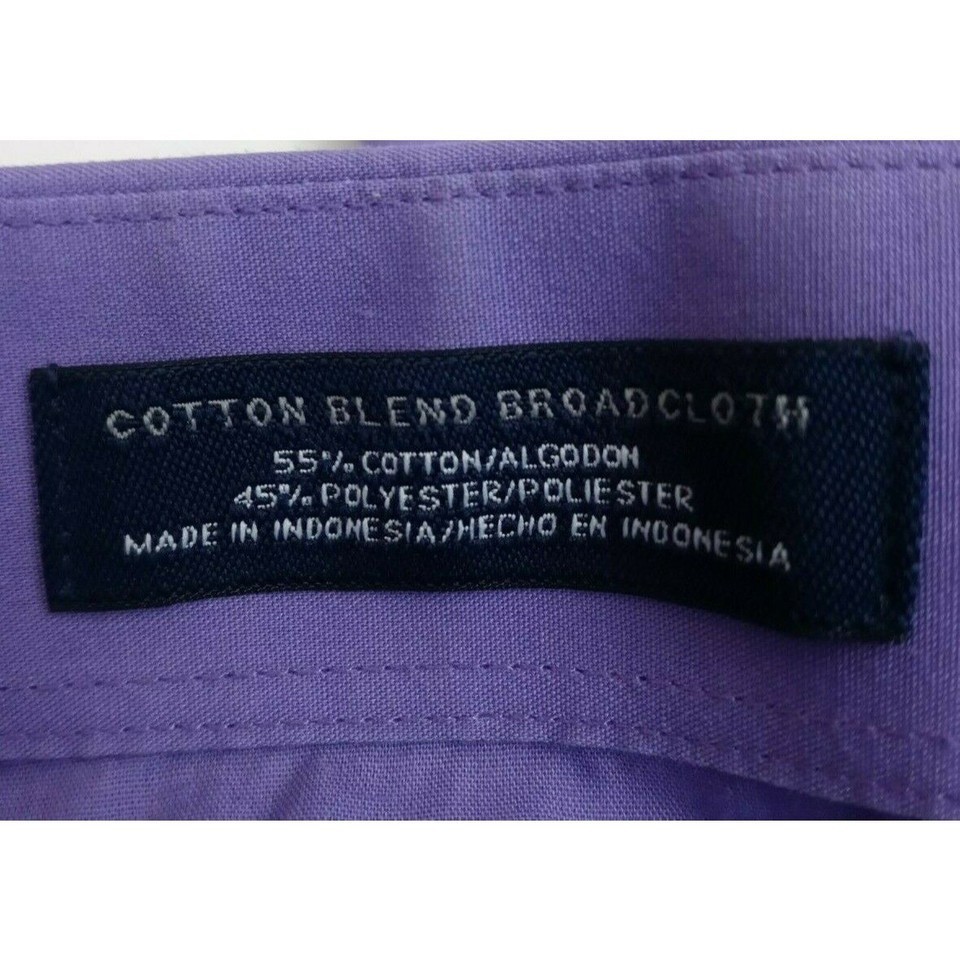 COTTON BLEND BROADCLOTH
55% COTTON/ALGODON
45% POLYESTER/POLIESTER
MADE IN INDONESIA/HECHO EN INDONESIA